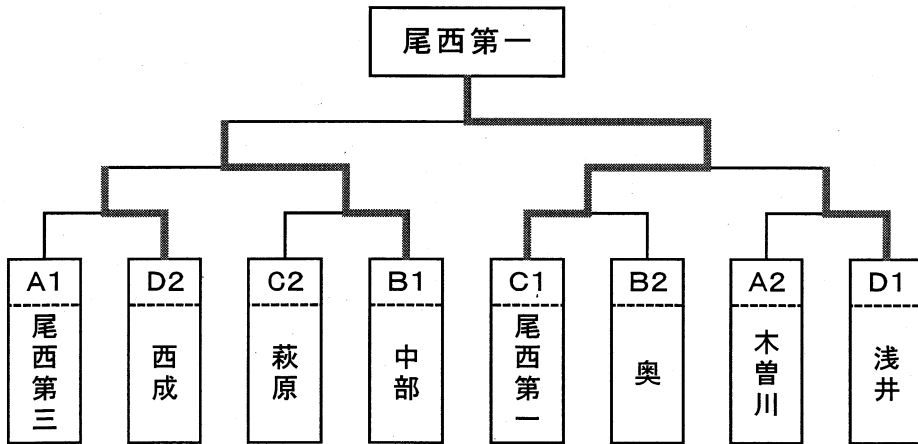 尾西第一
A1
D2
C2
B1
C1
B2
A2
D1
尾西第三
西成
萩原
中部
尾西第一
奥
木曽川
浅井